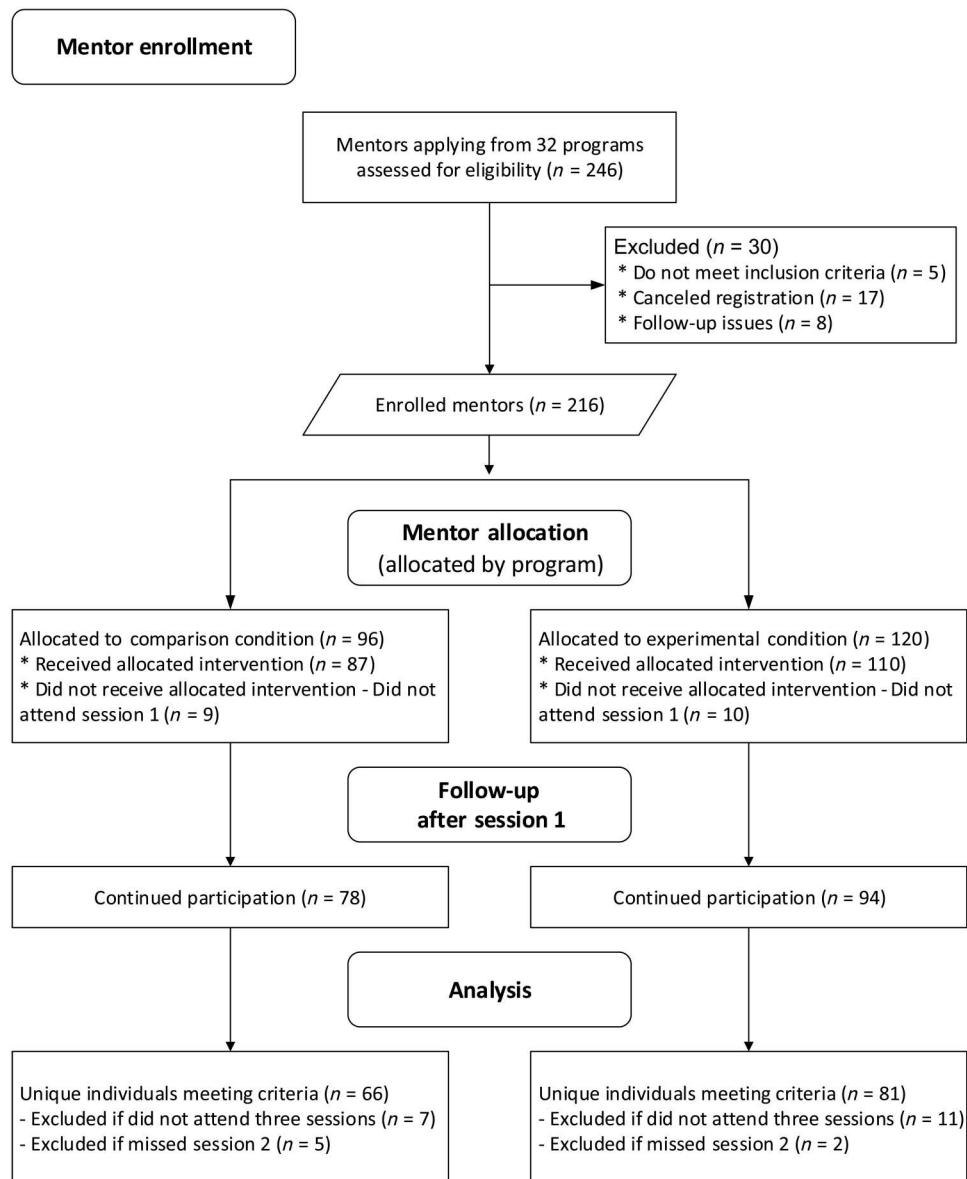 Mentor enrollment
Mentors applying from 32 programs
assessed for eligibility (n = 246)
Excluded (n = 30)
* Do not meet inclusion criteria (n = 5)
* Canceled registration (n = 17)
* Follow-up issues (n = 8)
Enrolled mentors (n = 216)
Mentor allocation
(allocated by program)
Allocated to comparison condition (n = 96)
* Received allocated intervention (n = 87)
* Did not receive allocated intervention - Did not
attend session 1 (n = 9)
Allocated to experimental condition (n = 120)
* Received allocated intervention (n = 110)
* Did not receive allocated intervention - Did not
attend session 1 (n = 10)
Follow-up
after session 1
Continued participation (n = 78)
Continued participation (n = 94)
Analysis
Unique individuals meeting criteria (n = 66)
- Excluded if did not attend three sessions (n = 7)
- Excluded if missed session 2 (n = 5)
Unique individuals meeting criteria (n = 81)
- Excluded if did not attend three sessions (n = 11)
- Excluded if missed session 2 (n = 2)